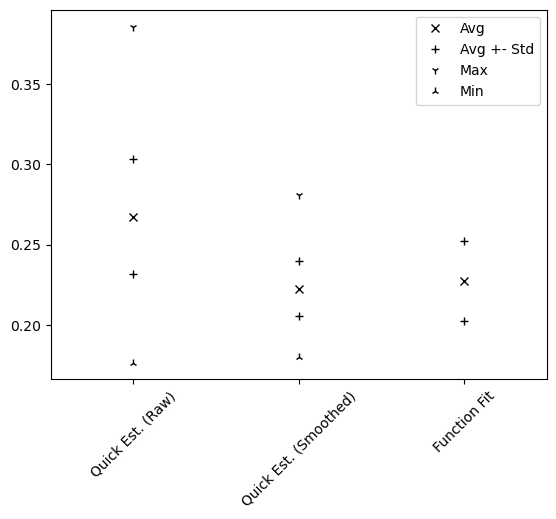 Avg
Avg +- Std
Max
Min
0.35
0.30
0.25
0.20
Quick Est. (Raw)
Quick Est. (Smoothed)
Function Fit